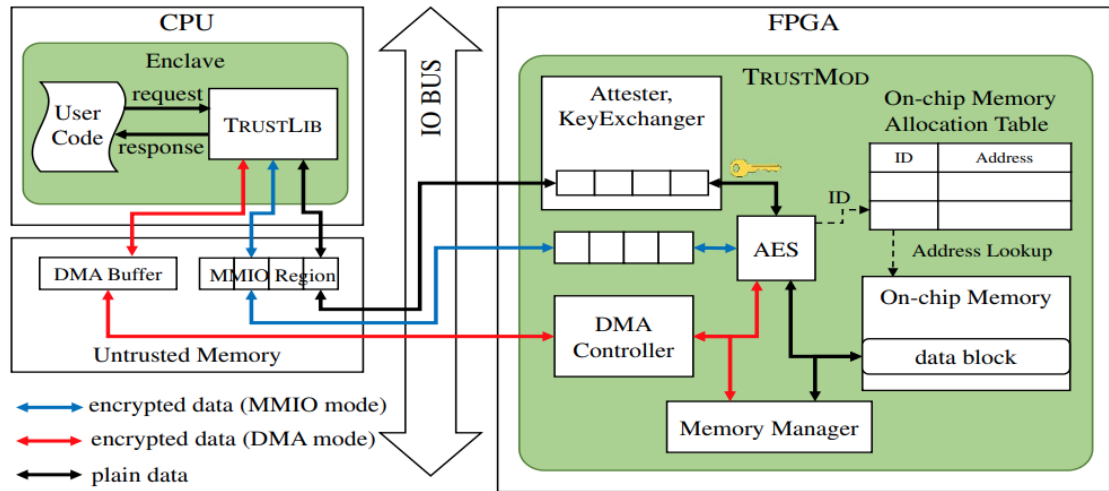 CPU
Enclave
User
Code
request
response
TRUSTLIB
DMA Buffer
MMIO Region
Untrusted Memory
encrypted data (MMIO mode)
encrypted data (DMA mode)
plain data
IO BUS
FPGA
TRUSTMOD
Attester,
KeyExchanger
On-chip Memory
Allocation Table
ID Address
ID
AES
Address Lookup
On-chip Memory
data block
DMA
Controller
Memory Manager